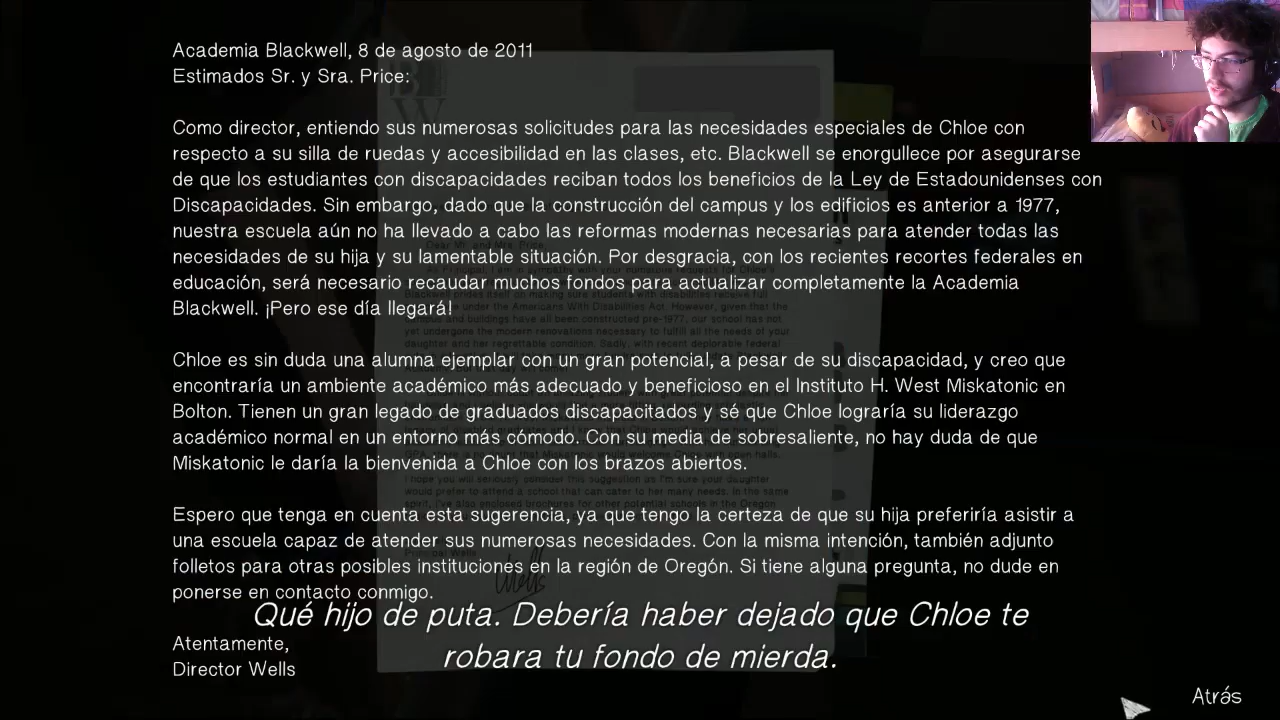 Academia Blackwell, 8 de agosto de 2011
Estimados Sr. y Sra. Price:
Como director, entiendo sus numerosas solicitudes para las necesidades especiales de Chloe con
respecto a su silla de ruedas y accesibilidad en las clases, etc. Blackwell se enorgullece por asegurarse
de que los estudiantes con discapacidades reciban todos los beneficios de la Ley de Estadounidenses con
Discapacidades. Sin embargo, dado que la construcción del campus y los edificios es anterior a 1977,
nuestra escuela aún no ha llevado a cabo las reformas modernas necesarias para atender todas las
necesidades de su hija y su lamentable situación. Por desgracia, con los recientes recortes federales en
educación, será necesario recaudar muchos fondos para actualizar completamente la Academia
Blackwell. ¡Pero ese día llegará!
Chloe es sin duda una alumna ejemplar con un gran potencial, a pesar de su discapacidad, y creo que
encontraría un ambiente académico más adecuado y beneficioso en el Instituto H. West Miskatonic en
Bolton. Tienen un gran legado de graduados discapacitados y sé que Chloe lograría su liderazgo
académico normal en un entorno más cómodo. Con su media de sobresaliente, no hay duda de que
Miskatonic le daría la bienvenida a Chloe con los brazos abiertos.
Espero que tenga en cuenta esta sugerencia, ya que tengo la certeza de que su hija preferiría asistir a
una escuela capaz de atender sus numerosas necesidades. Con la misma intención, también adjunto
folletos para otras posibles instituciones en la región de Oregón. Si tiene alguna pregunta, no dude en
ponerse en contacto conmigo.
Qué hijo de puta. Debería haber dejado que Chloe te
robara tu fondo de mierda.
Atentamente,
Director Wells
Atrás